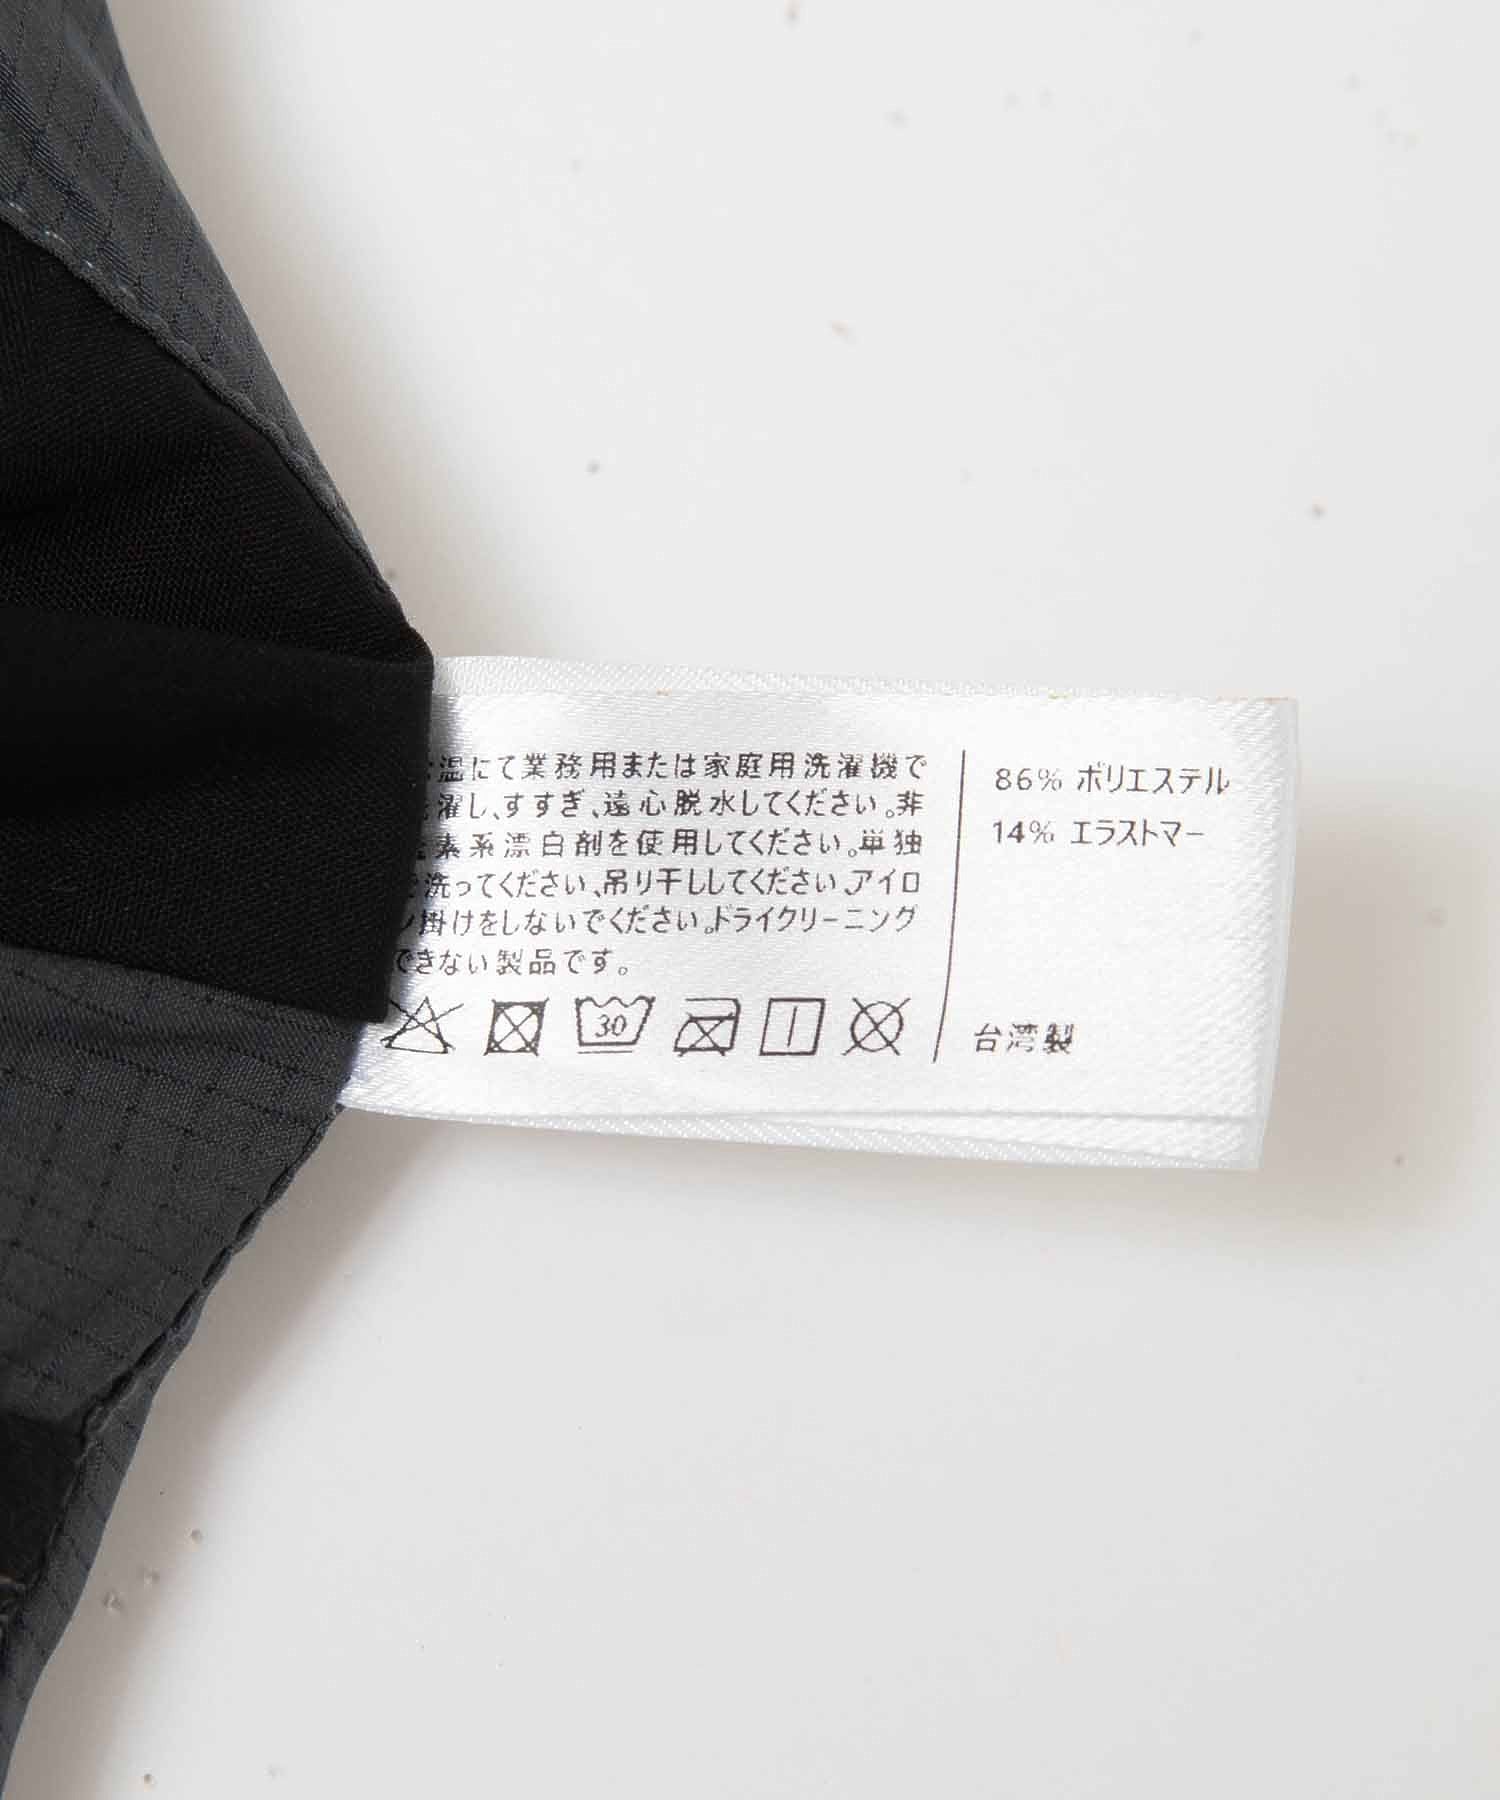 温にて業務用または家庭用洗濯機で
濯し、すすぎ、遠心脱水してください。非
素系漂白剤を使用してください。単独
洗ってください、吊り干ししてください、アイロ
ン掛けをしないでください。ドライクリーニング
できない製品です。
30
86% ポリエステル
14% エラストマー
台湾製